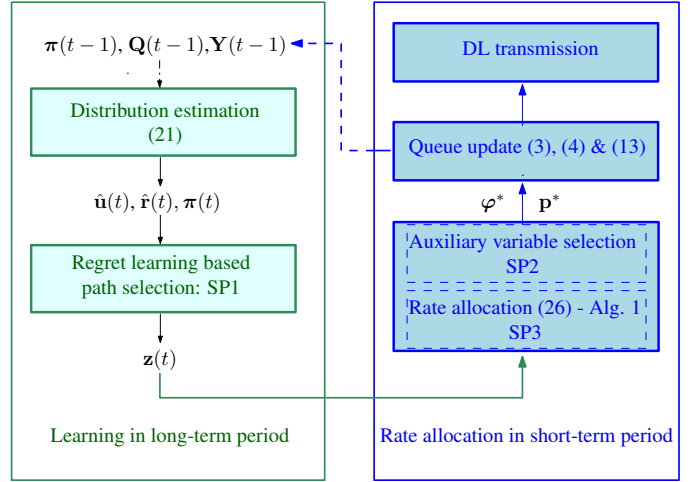 π(t−1), Q(t−1),Y(t−1)
Distribution estimation
(21)
û(t), r̂(t), π(t)
Regret learning based
path selection: SP1
z(t)
Learning in long-term period
DL transmission
Queue update (3), (4) & (13)
φ* p*
Auxiliary variable selection
SP2
Rate allocation (26) - Alg. 1
SP3
Rate allocation in short-term period